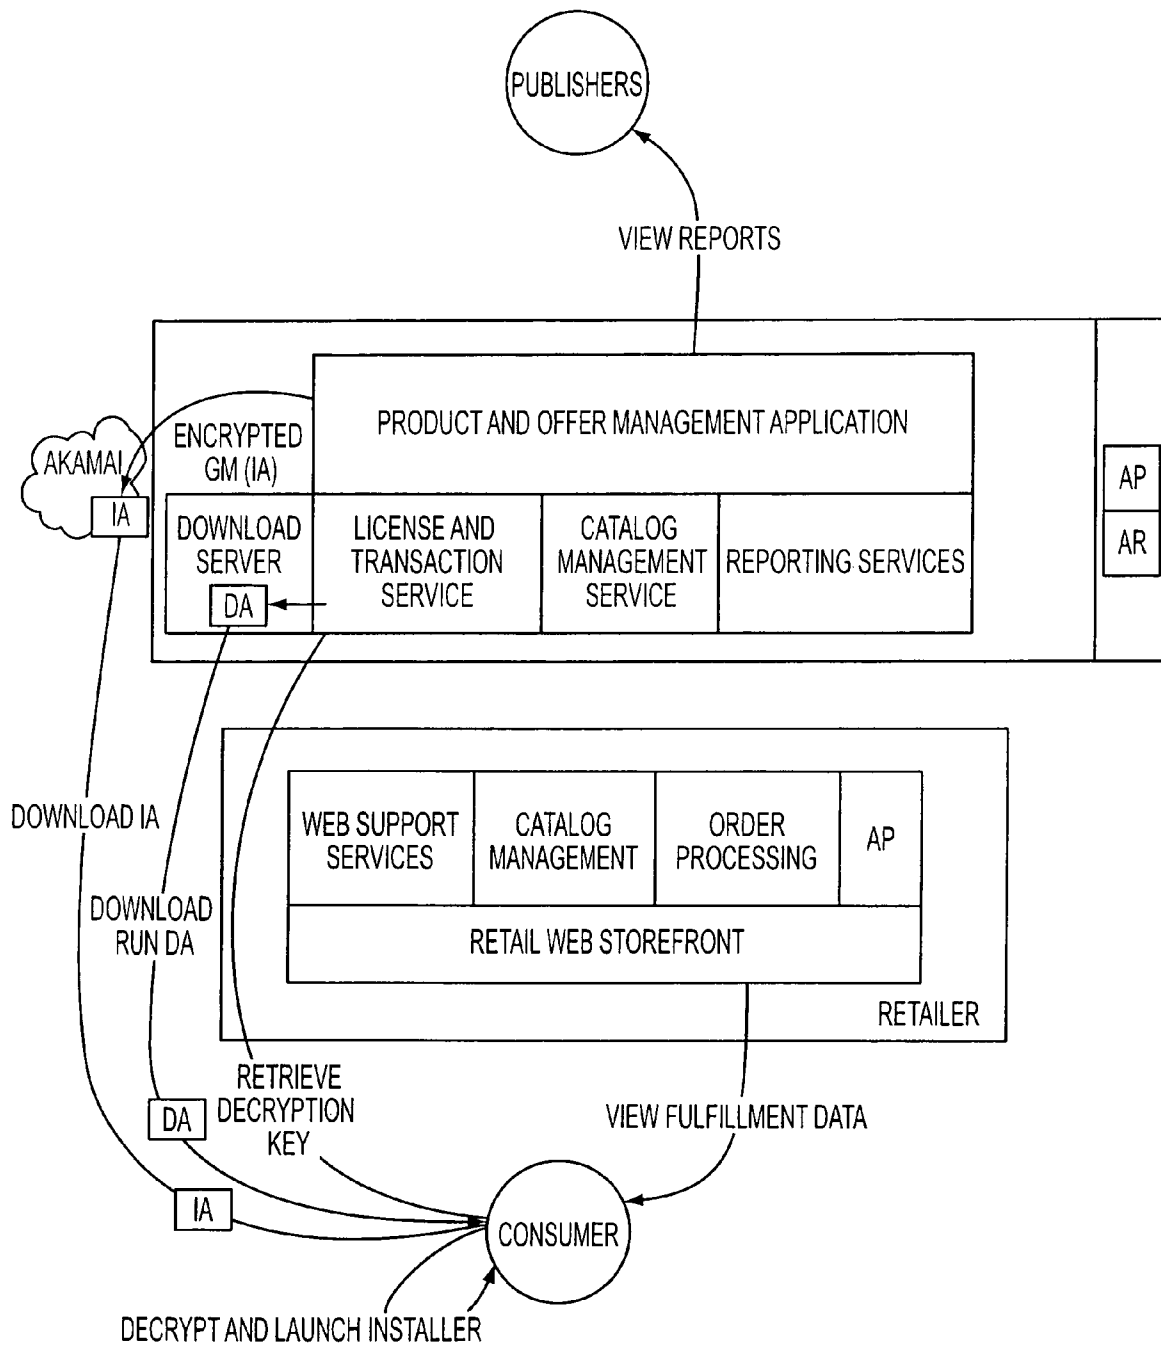 PUBLISHERS
VIEW REPORTS
PRODUCT AND OFFER MANAGEMENT APPLICATION
ENCRYPTED
GM (IA)
AKAMAI
IA
DOWNLOAD
SERVER
DA
LICENSE AND
TRANSACTION
SERVICE
CATALOG
MANAGEMENT
SERVICE
REPORTING SERVICES
AP
AR
DOWNLOAD IA
WEB SUPPORT
SERVICES
CATALOG
MANAGEMENT
ORDER
PROCESSING
AP
RETAIL WEB STOREFRONT
RETAILER
DOWNLOAD
RUN DA
RETRIEVE
DECRYPTION
KEY
VIEW FULFILLMENT DATA
DA
IA
CONSUMER
DECRYPT AND LAUNCH INSTALLER